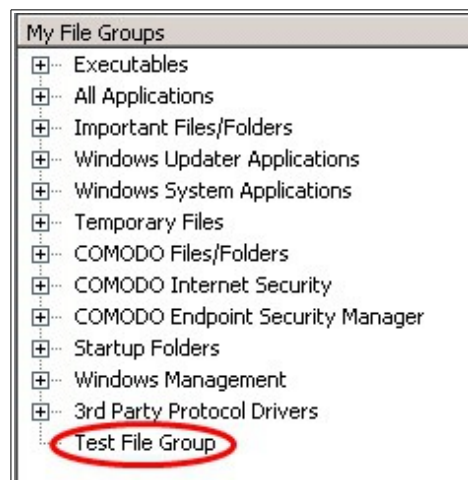 My File Groups
Executables
All Applications
Important Files/Folders
Windows Updater Applications
Windows System Applications
Temporary Files
COMODO Files/Folders
COMODO Internet Security
COMODO Endpoint Security Manager
Startup Folders
Windows Management
3rd Party Protocol Drivers
Test File Group